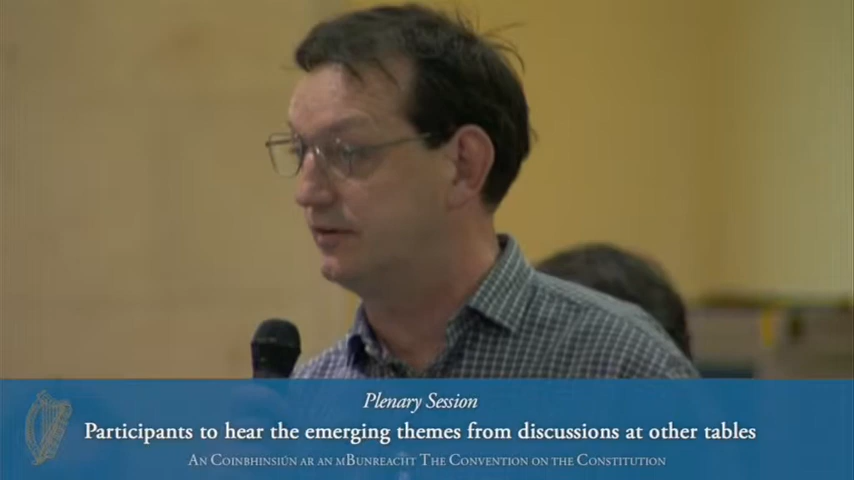 Plenary Session
Participants to hear the emerging themes from discussions at other tables
An Coinbhinsiún ar an mBunreacht The Convention on the Constitution